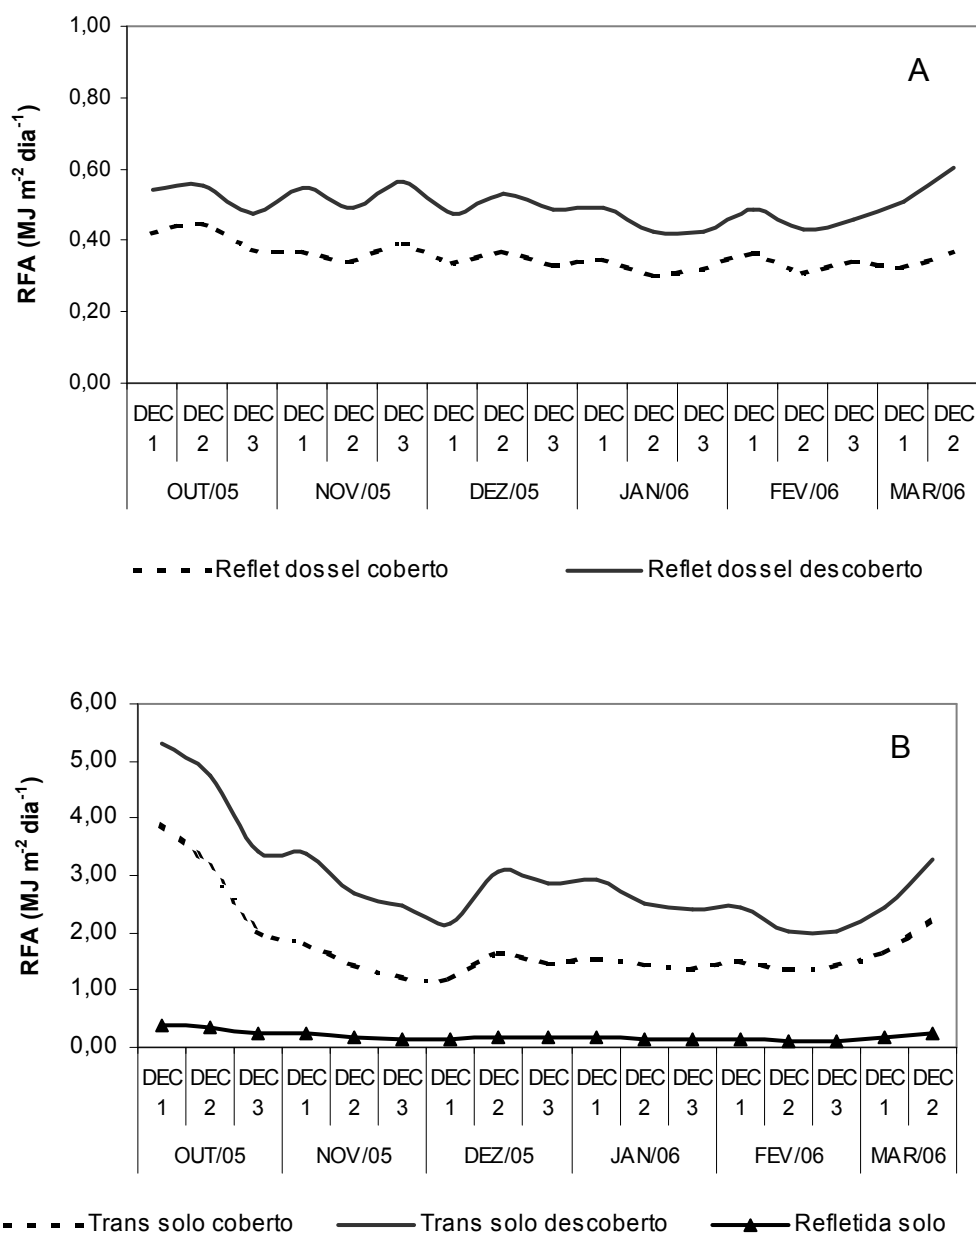 1,00
A
0,80
0,60
0,40
0,20
0,00
RFA (MJ m⁻² dia⁻¹)
DEC DEC DEC DEC DEC DEC DEC DEC DEC DEC DEC DEC DEC DEC DEC DEC DEC
1 2 3 1 2 3 1 2 3 1 2 3 1 2 3 1 2
OUT/05 NOV/05 DEZ/05 JAN/06 FEV/06 MAR/06
Reflet dossel coberto Reflet dossel descoberto
6,00
B
5,00
4,00
3,00
2,00
1,00
0,00
RFA (MJ m⁻² dia⁻¹)
DEC DEC DEC DEC DEC DEC DEC DEC DEC DEC DEC DEC DEC DEC DEC DEC DEC
1 2 3 1 2 3 1 2 3 1 2 3 1 2 3 1 2
OUT/05 NOV/05 DEZ/05 JAN/06 FEV/06 MAR/06
Trans solo coberto Trans solo descoberto Refletida solo